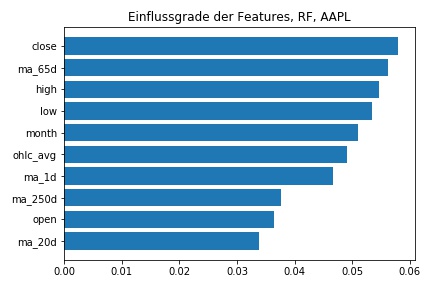 Einflussgrade der Features, RF, AAPL
close
ma_65d
high
low
month
ohlc_avg
ma_1d
ma_250d
open
ma_20d
0.00 0.01 0.02 0.03 0.04 0.05 0.06